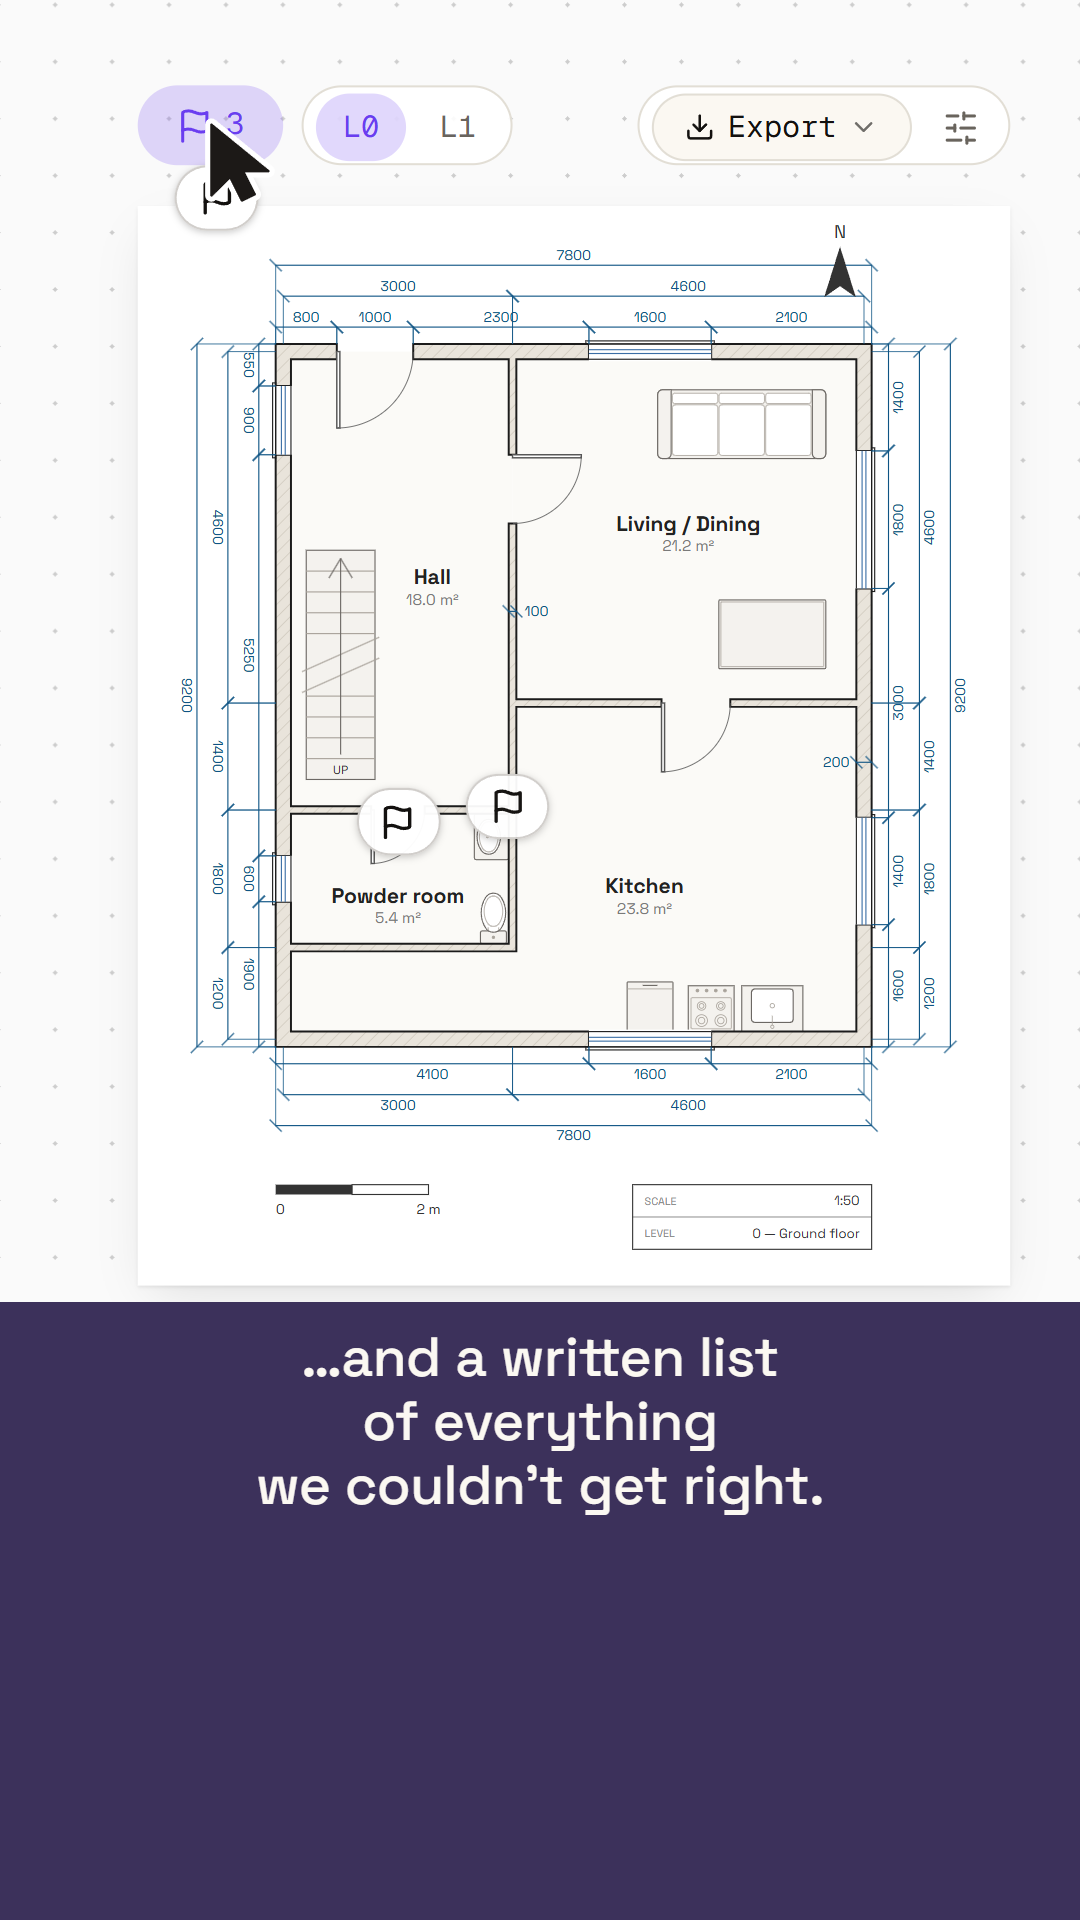 3
L0
L1
Export
N
7800
3000
4600
800
1000
2300
1600
2100
550
900
4600
5250
9200
1400
1800
600
1900
1200
1400
1800
4600
3000
9200
1400
1400
1800
1600
1200
Living / Dining
21.2 m²
Hall
18.0 m²
100
200
UP
Powder room
5.4 m²
Kitchen
23.8 m²
4100
1600
2100
3000
4600
7800
0
2 m
SCALE
1:50
LEVEL
0 — Ground floor
...and a written list
of everything
we couldn't get right.